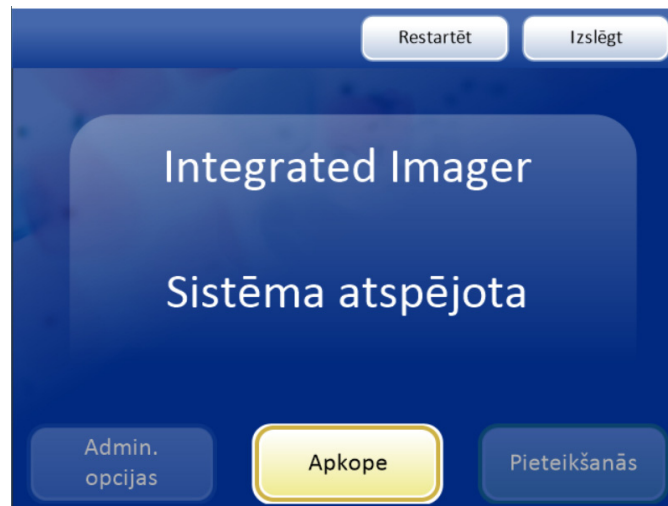 Restartēt
Izslēgt
Integrated Imager
Sistēma atspējota
Admin.
opcijas
Apkope
Pieteikšanās